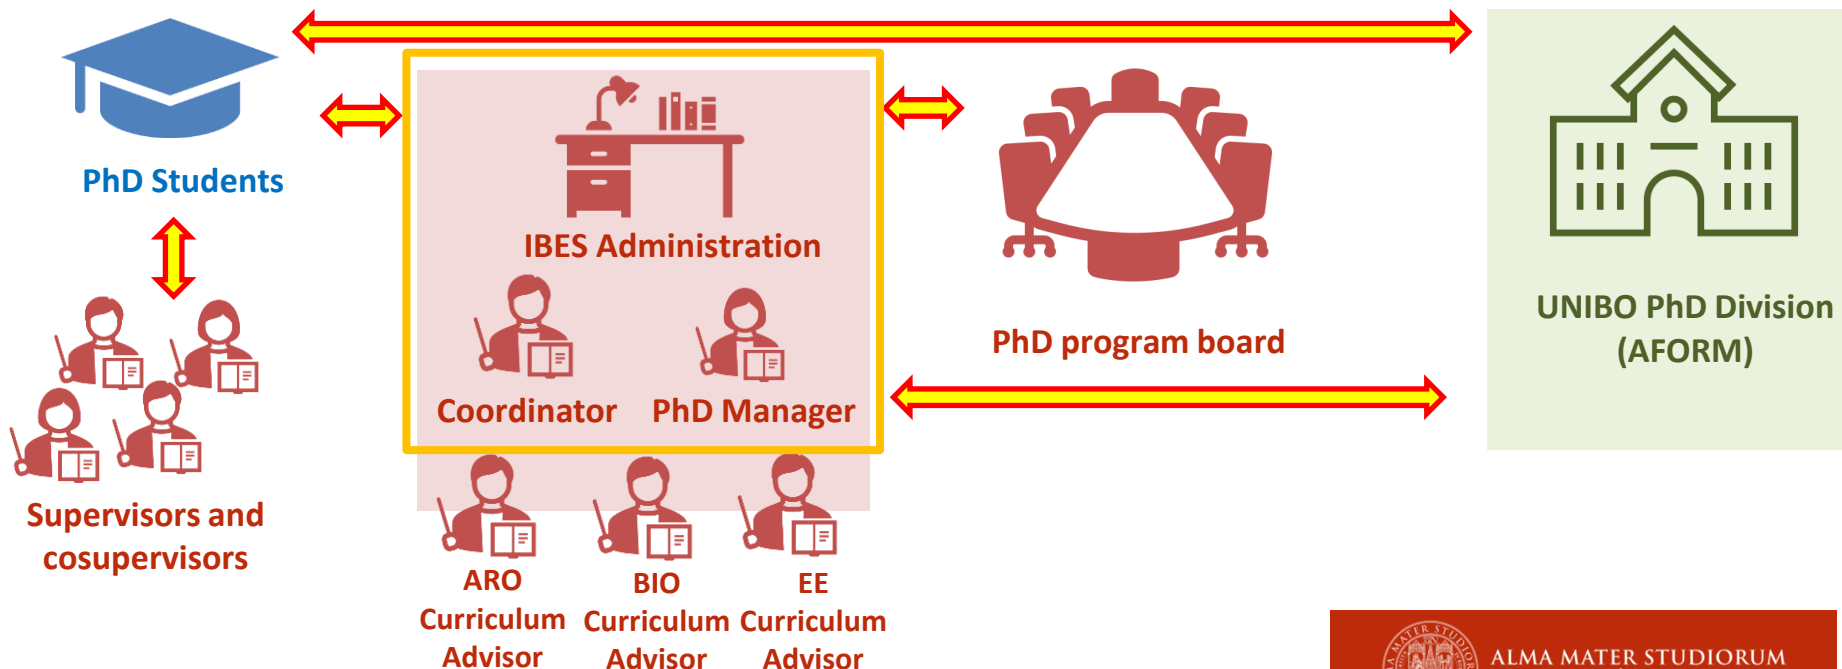 PhD Students
IBES Administration
Coordinator
PhD Manager
PhD program board
UNIBO PhD Division
(AFORM)
Supervisors and
cosupervisors
ARO
Curriculum
Advisor
BIO
Curriculum
Advisor
EE
Curriculum
Advisor
ALMA MATER STUDIORUM